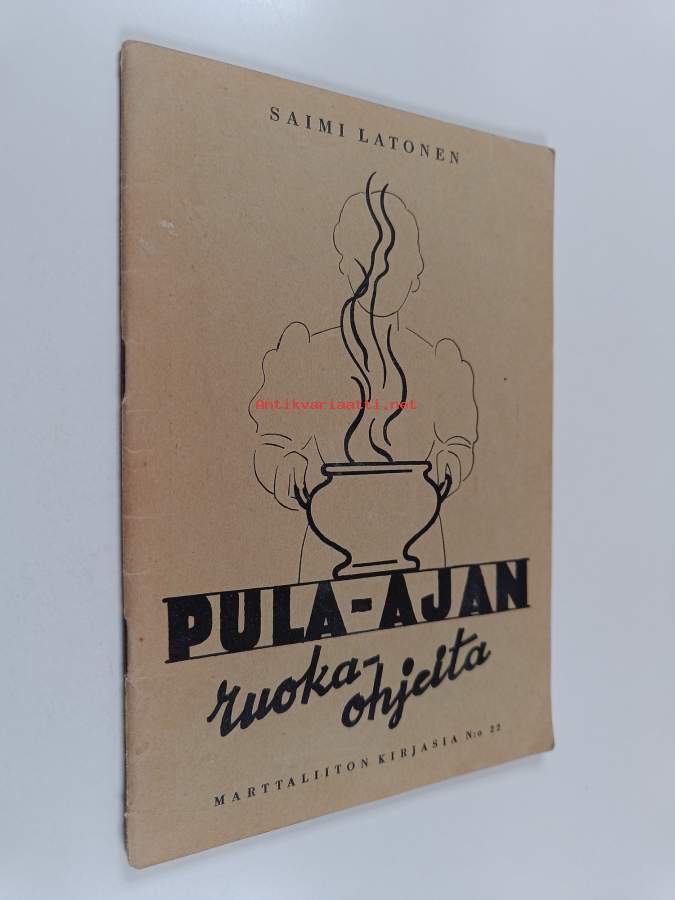 SAIMI LATONEN
Antikvariaatti.net
PULA-AJAN
ruoka-
ohjeita
MARTTALIITON KIRJASIA N:o 22